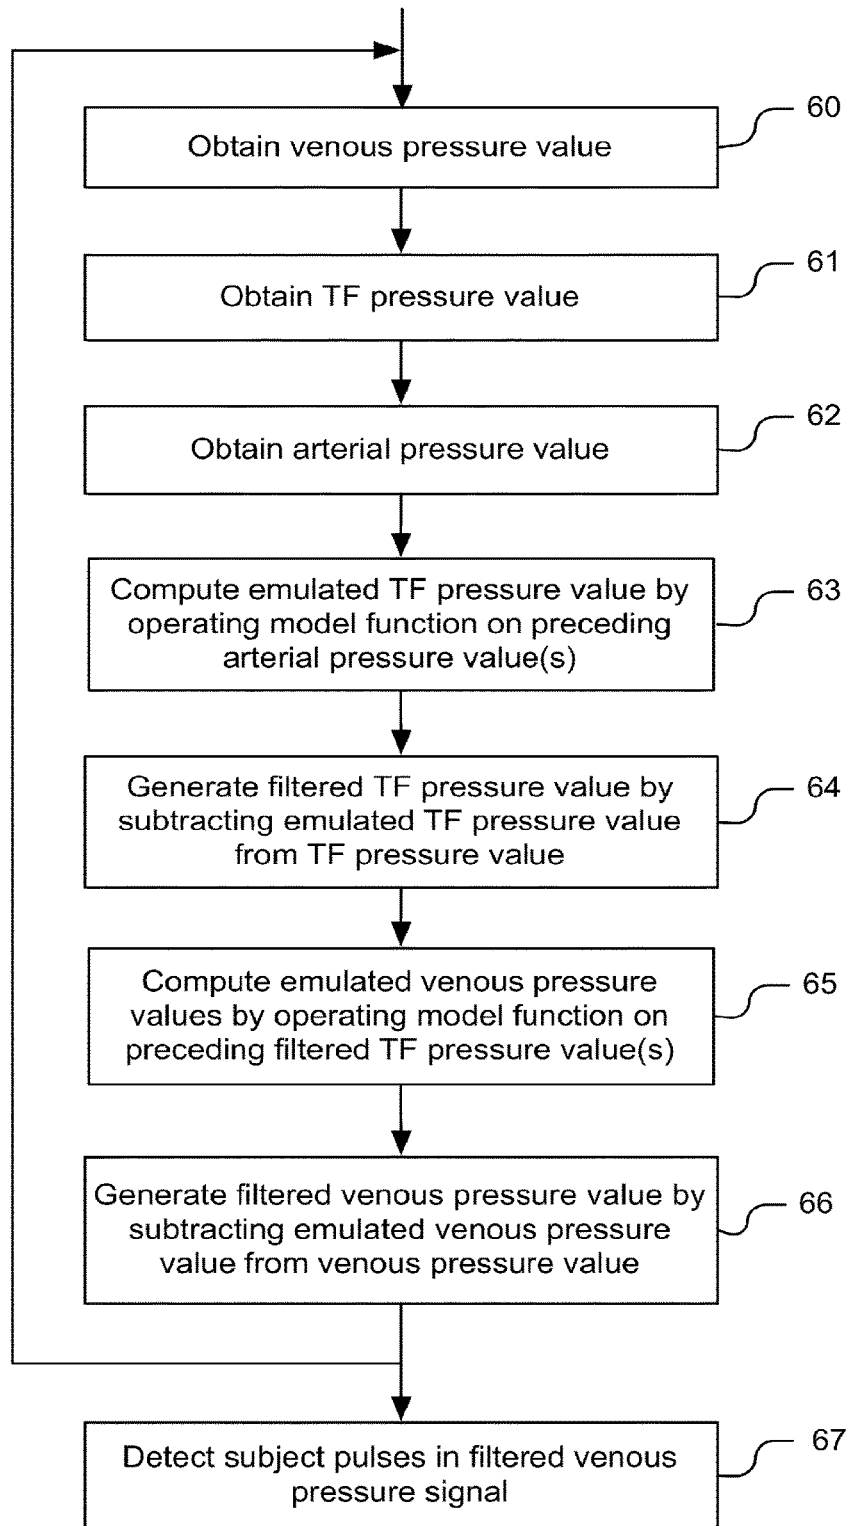 60
Obtain venous pressure value
61
Obtain TF pressure value
62
Obtain arterial pressure value
63
Compute emulated TF pressure value by
operating model function on preceding
arterial pressure value(s)
64
Generate filtered TF pressure value by
subtracting emulated TF pressure value
from TF pressure value
65
Compute emulated venous pressure
values by operating model function on
preceding filtered TF pressure value(s)
66
Generate filtered venous pressure value by
subtracting emulated venous pressure
value from venous pressure value
67
Detect subject pulses in filtered venous
pressure signal